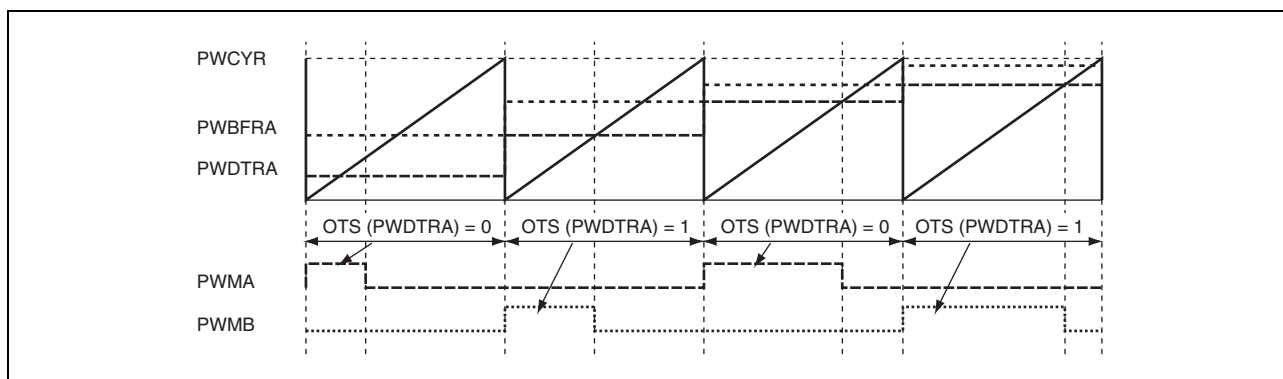 PWCYR
PWBFRA
PWDTRA
OTS (PWDTRA) = 0 OTS (PWDTRA) = 1 OTS (PWDTRA) = 0 OTS (PWDTRA) = 1
PWMA
PWMB